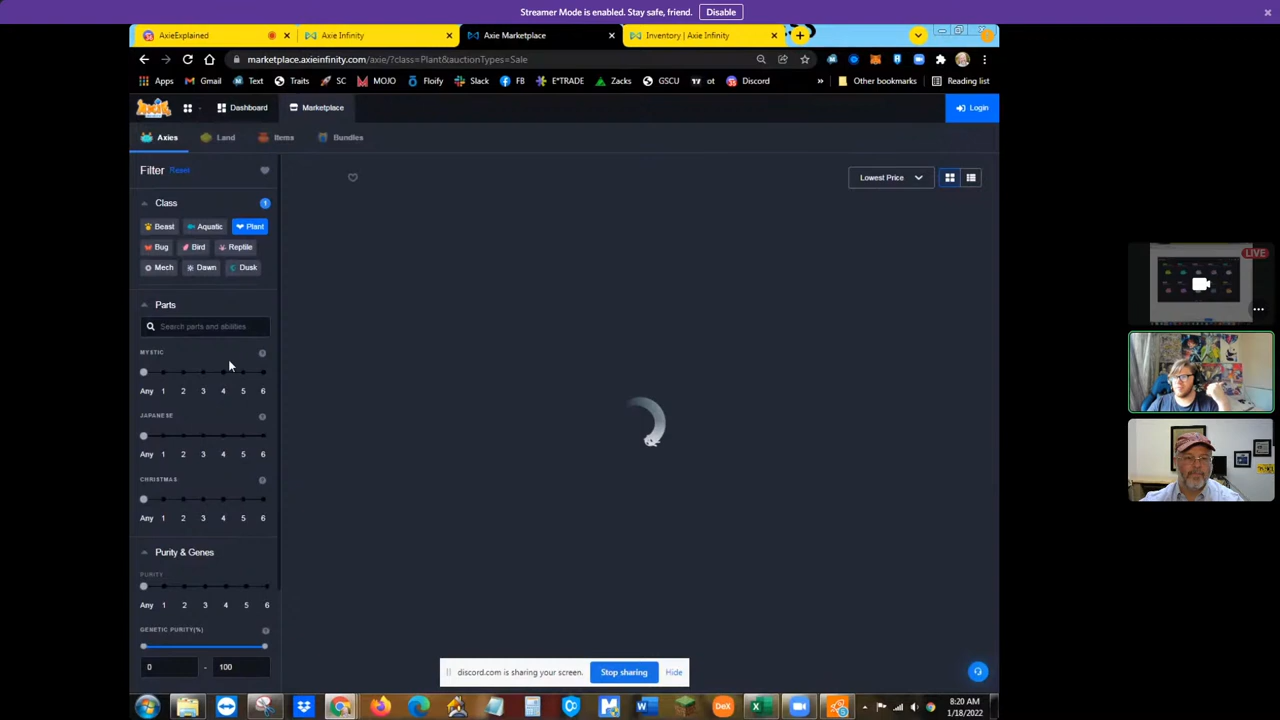 Streamer Mode is enabled. Stay safe, friend. Disable
AxieExplained Axie Infinity Axie Marketplace Inventory | Axie Infinity
marketplace.axieinfinity.com/axie/?class=Plant&auctionTypes=Sale
Apps Gmail Text Traits SC MOJO Floify Slack FB E*TRADE Zacks GSCU ot Discord » Other bookmarks Reading list
Dashboard Marketplace Login
Axies Land Items Bundles
Filter Reset
Lowest Price
Class 1
Beast Aquatic Plant
Bug Bird Reptile
Mech Dawn Dusk
Parts
Search parts and abilities
MYSTIC
Any 1 2 3 4 5 6
JAPANESE
Any 1 2 3 4 5 6
CHRISTMAS
Any 1 2 3 4 5 6
Purity & Genes
PURITY
Any 1 2 3 4 5 6
GENETIC PURITY(%)
0 - 100
discord.com is sharing your screen. Stop sharing Hide
LIVE
8:20 AM
1/18/2022